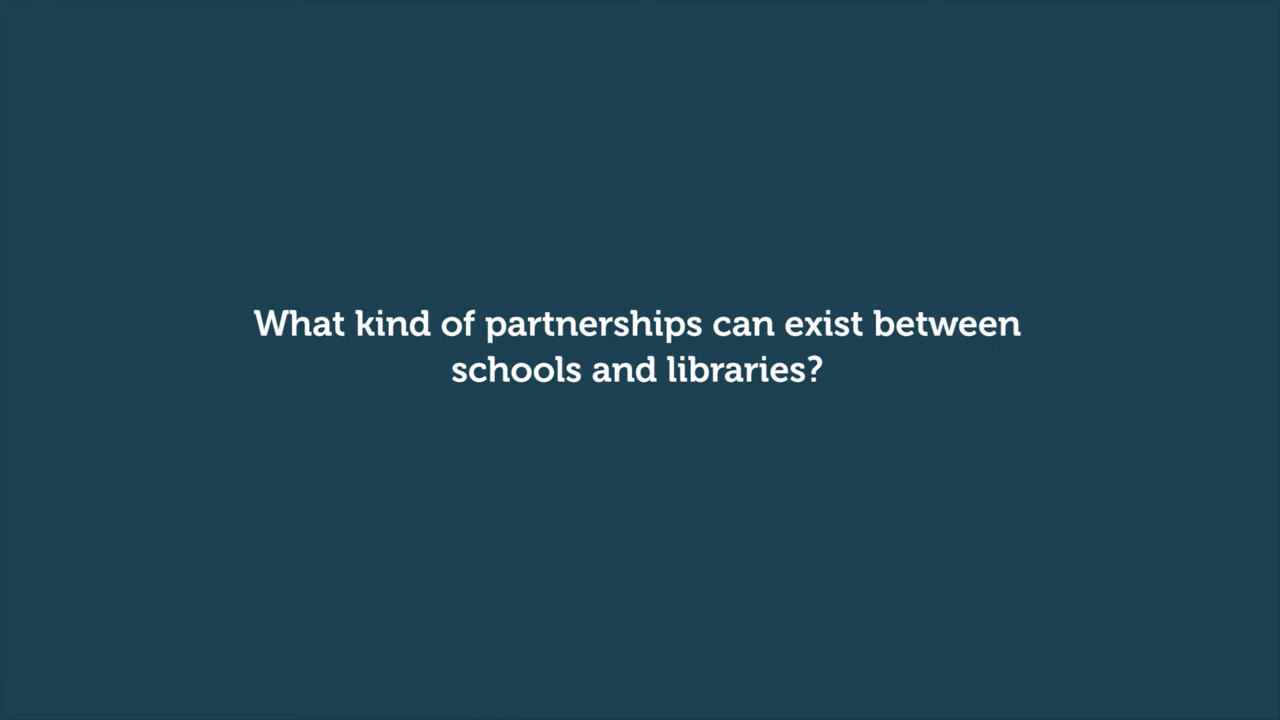 What kind of partnerships can exist between
schools and libraries?